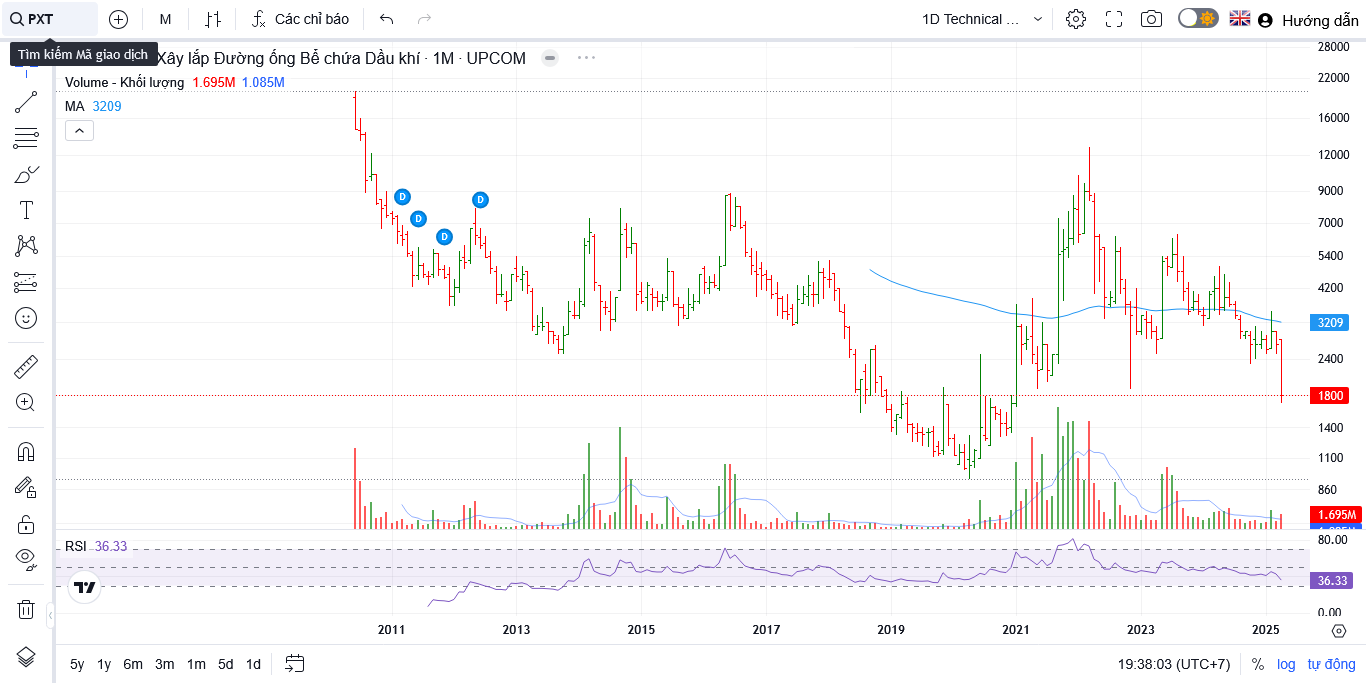 PXT
M
Các chỉ báo
1D Technical ...
Hướng dẫn
Tìm kiếm Mã giao dịch
Xây lắp Đường ống Bể chứa Dầu khí · 1M · UPCOM
Volume - Khối lượng 1.695M 1.085M
MA 3209
D
D
D
D
28000
22000
16000
12000
9000
7000
5400
4200
3209
2400
1800
1400
1100
860
1.695M
RSI 36.33
80.00
36.33
0.00
2011 2013 2015 2017 2019 2021 2023 2025
5y 1y 6m 3m 1m 5d 1d
19:38:03 (UTC+7) % log tự động